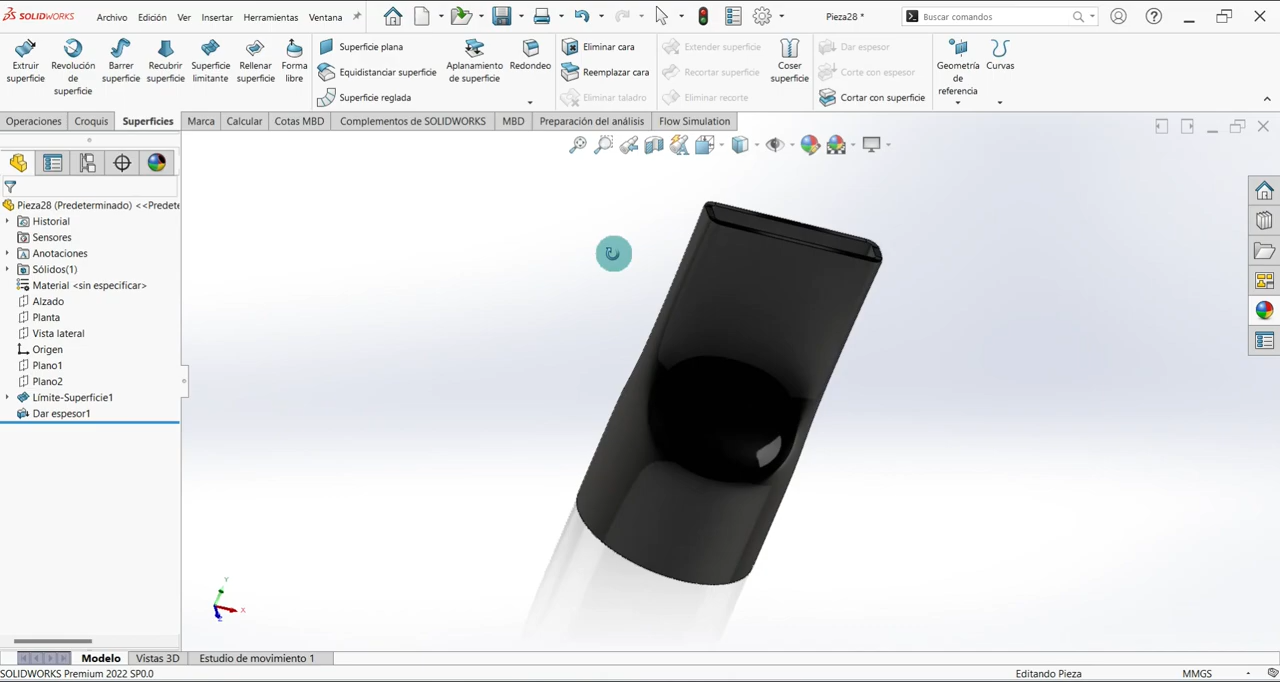 SOLIDWORKS
Archivo Edición Ver Insertar Herramientas Ventana
Pieza28 *
Buscar comandos
Extruir superficie
Revolución de superficie
Barrer superficie
Recubrir superficie
Superficie limitante
Rellenar superficie
Forma libre
Superficie plana
Equidistanciar superficie
Superficie reglada
Aplanamiento de superficie
Redondeo
Eliminar cara
Reemplazar cara
Eliminar taladro
Extender superficie
Recortar superficie
Eliminar recorte
Coser superficie
Dar espesor
Corte con espesor
Cortar con superficie
Geometría de referencia
Curvas
Operaciones Croquis Superficies Marca Calcular Cotas MBD Complementos de SOLIDWORKS MBD Preparación del análisis Flow Simulation
Pieza28 (Predeterminado) <<Predete
Historial
Sensores
Anotaciones
Sólidos(1)
Material <sin especificar>
Alzado
Planta
Vista lateral
Origen
Plano1
Plano2
Límite-Superficie1
Dar espesor1
Y
X
Z
Modelo Vistas 3D Estudio de movimiento 1
SOLIDWORKS Premium 2022 SP0.0
Editando Pieza
MMGS